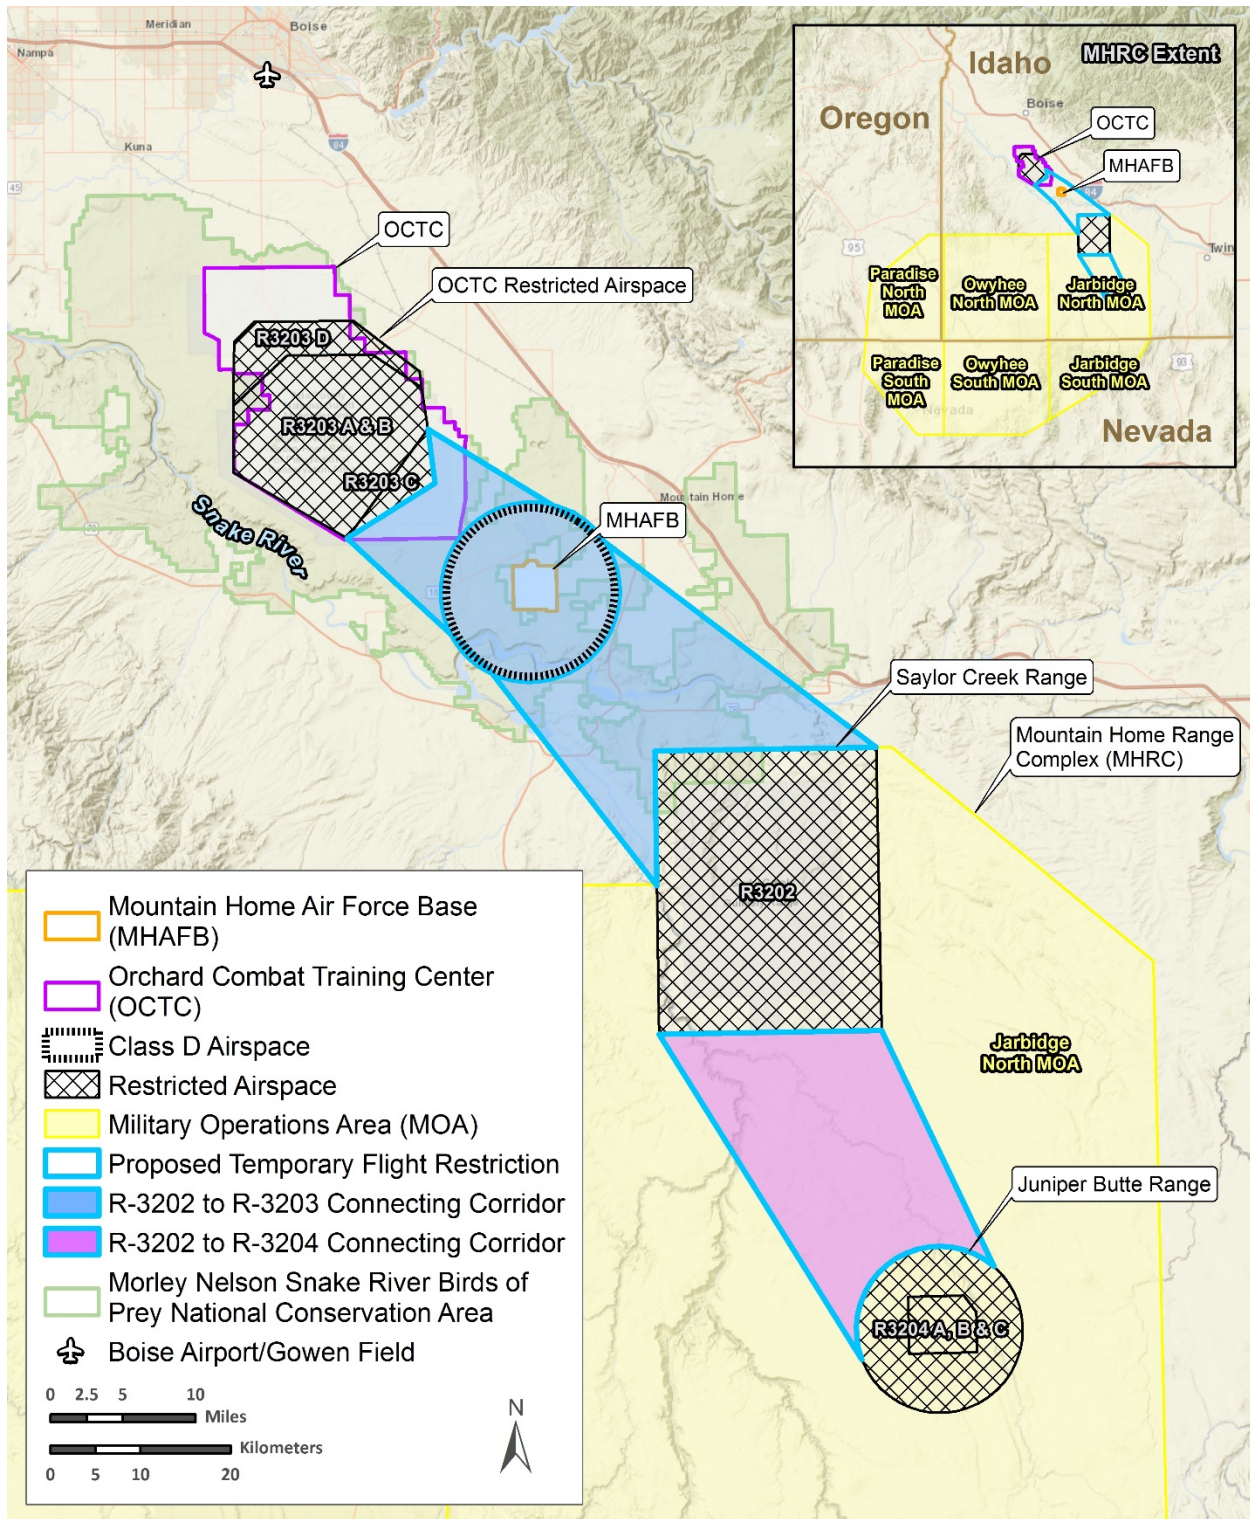 Meridian
Boise
Nampa
Kuna
84
45
OCTC
OCTC Restricted Airspace
R3203 D
R3203 A & B
R3203 C
Snake River
Mountain Home
MHAFB
Saylor Creek Range
Mountain Home Range
Complex (MHRC)
R3202
Jarbidge
North MOA
Juniper Butte Range
R3204 A, B & C
MHRC Extent
Idaho
Oregon
Boise
OCTC
MHAFB
84
95
Twin
Paradise
North
MOA
Owyhee
North MOA
Jarbidge
North MOA
Paradise
South
MOA
Owyhee
South MOA
Jarbidge
South MOA
93
Nevada
Nevada
Mountain Home Air Force Base
(MHAFB)
Orchard Combat Training Center
(OCTC)
Class D Airspace
Restricted Airspace
Military Operations Area (MOA)
Proposed Temporary Flight Restriction
R-3202 to R-3203 Connecting Corridor
R-3202 to R-3204 Connecting Corridor
Morley Nelson Snake River Birds of
Prey National Conservation Area
Boise Airport/Gowen Field
0 2.5 5 10
Miles
Kilometers
0 5 10 20
N